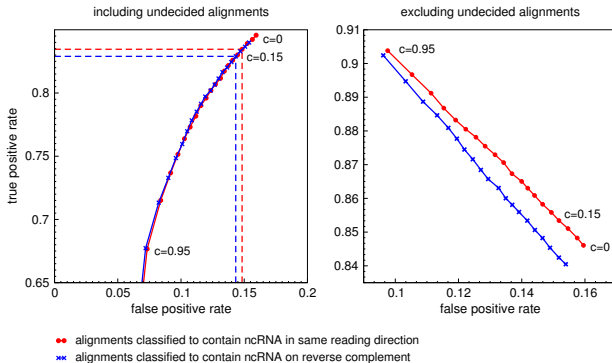 including undecided alignments
excluding undecided alignments
true positive rate
0.8
0.75
0.7
0.65
0
0.05
0.1
0.15
0.2
false positive rate
c=0
c=0.15
c=0.95
0.91
0.9
0.89
0.88
0.87
0.86
0.85
0.84
0.1
0.12
0.14
0.16
false positive rate
c=0.95
c=0.15
c=0
alignments classified to contain ncRNA in same reading direction
alignments classified to contain ncRNA on reverse complement